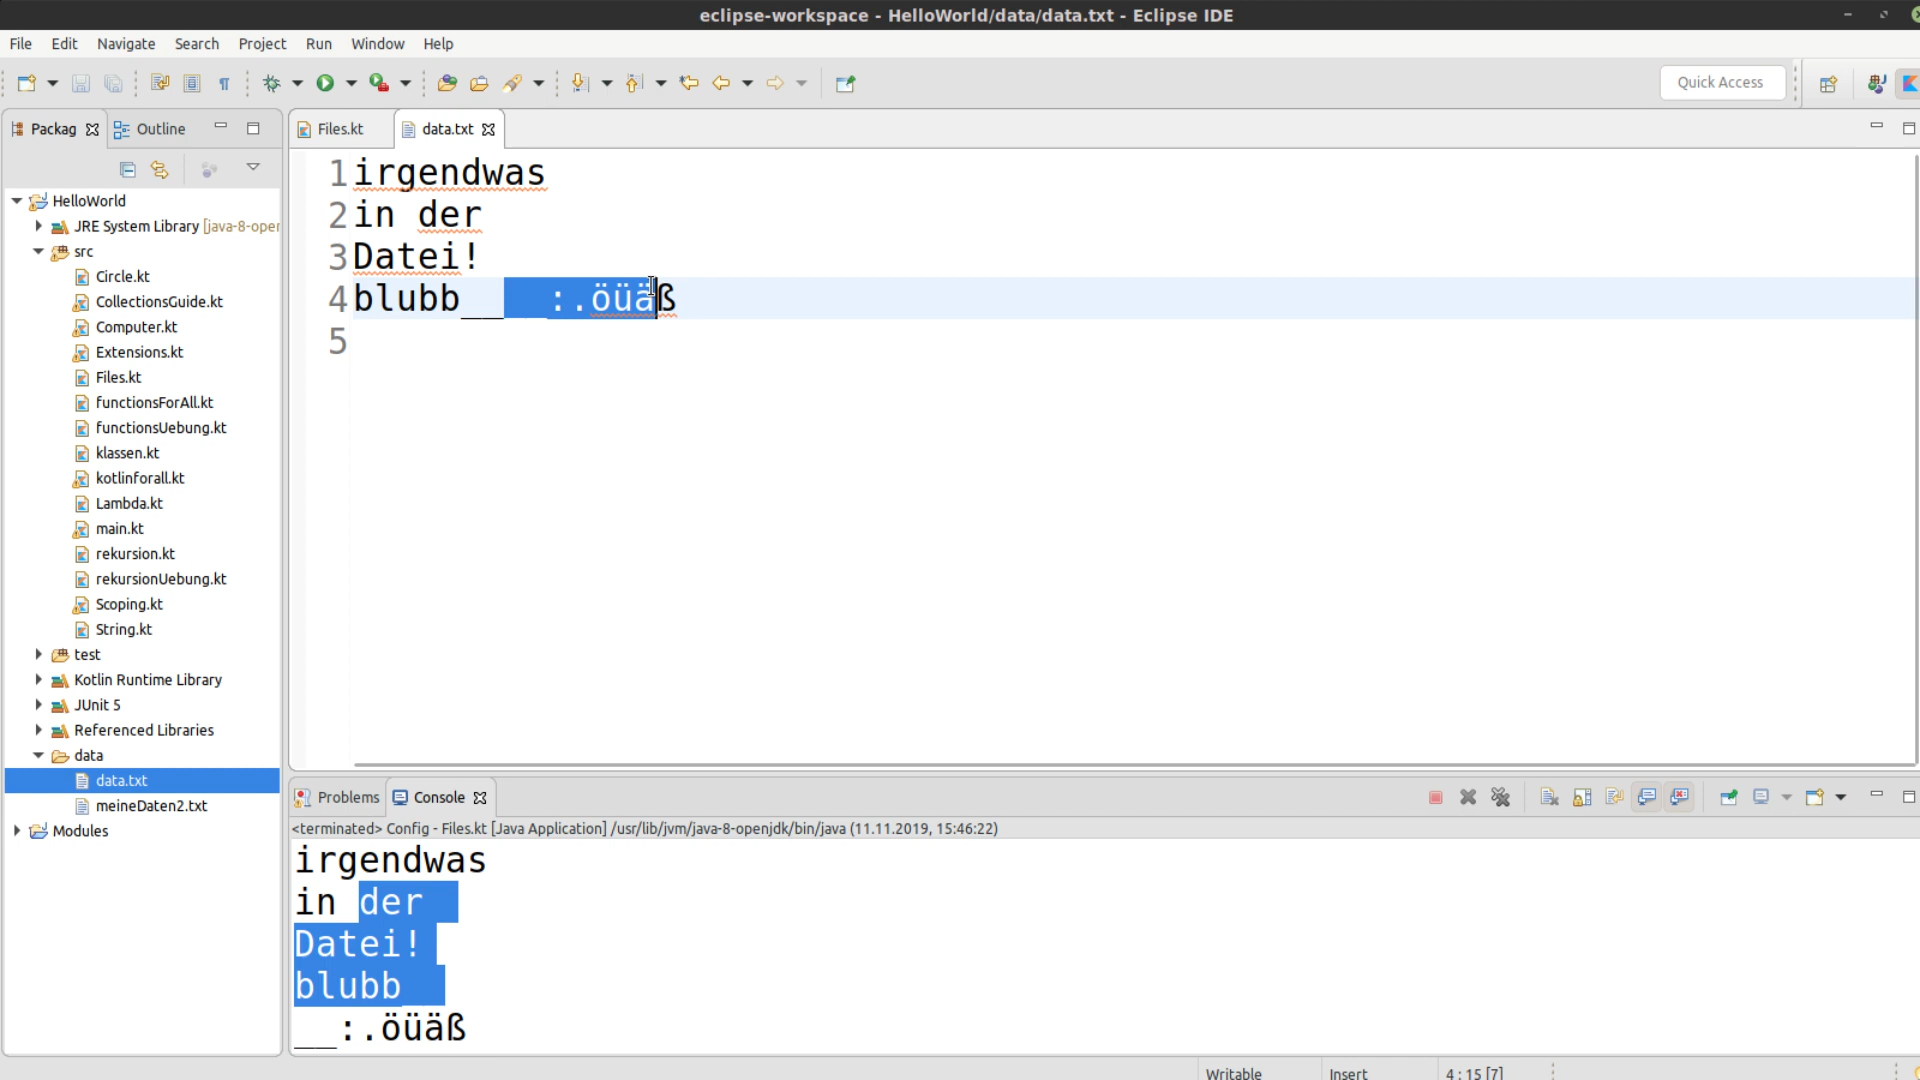 eclipse-workspace - HelloWorld/data/data.txt - Eclipse IDE
File Edit Navigate Search Project Run Window Help
Quick Access
Packag
Outline
HelloWorld
JRE System Library [java-8-oper
src
Circle.kt
CollectionsGuide.kt
Computer.kt
Extensions.kt
Files.kt
functionsForAll.kt
functionsUebung.kt
klassen.kt
kotlinforall.kt
Lambda.kt
main.kt
rekursion.kt
rekursionUebung.kt
Scoping.kt
String.kt
test
Kotlin Runtime Library
JUnit 5
Referenced Libraries
data
data.txt
meineDaten2.txt
Modules
Files.kt
data.txt
1 irgendwas
2 in der
3 Datei!
4 blubb____:.öüäß
5
Problems
Console
<terminated> Config - Files.kt [Java Application] /usr/lib/jvm/java-8-openjdk/bin/java (11.11.2019, 15:46:22)
irgendwas
in der
Datei!
blubb__
__:.öüäß
Writable Insert 4 : 15 [7]